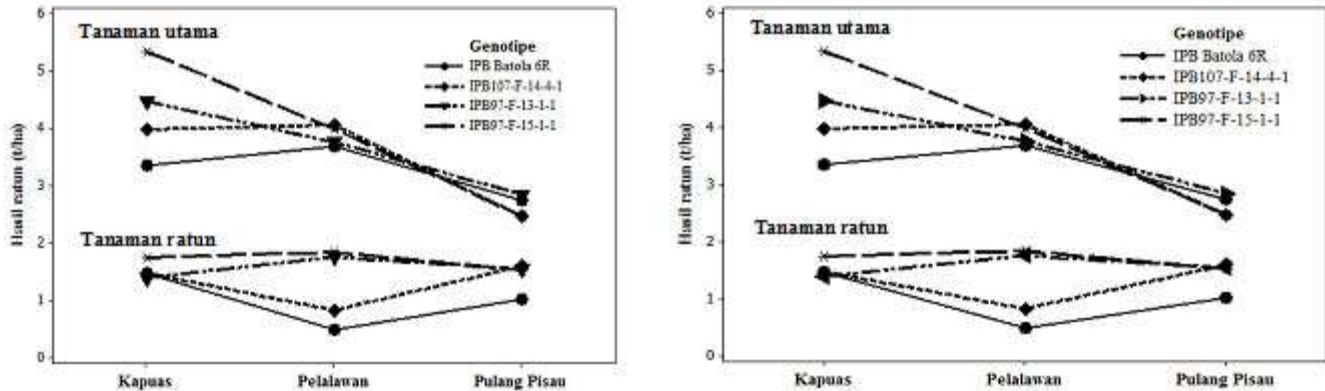 Hasil ratun (t/ha)
6
5
4
3
2
1
0
Tanaman utama
Genotipe
IPB Batola 6R
IPB107-F-14-4-1
IPB97-F-13-1-1
IPB97-F-15-1-1
Tanaman ratun
Kapuas Pelalawan Pulang Pisau
Hasil ratun (t/ha)
6
5
4
3
2
1
0
Tanaman utama
Genotipe
IPB Batola 6R
IPB107-F-14-4-1
IPB97-F-13-1-1
IPB97-F-15-1-1
Tanaman ratun
Kapuas Pelalawan Pulang Pisau